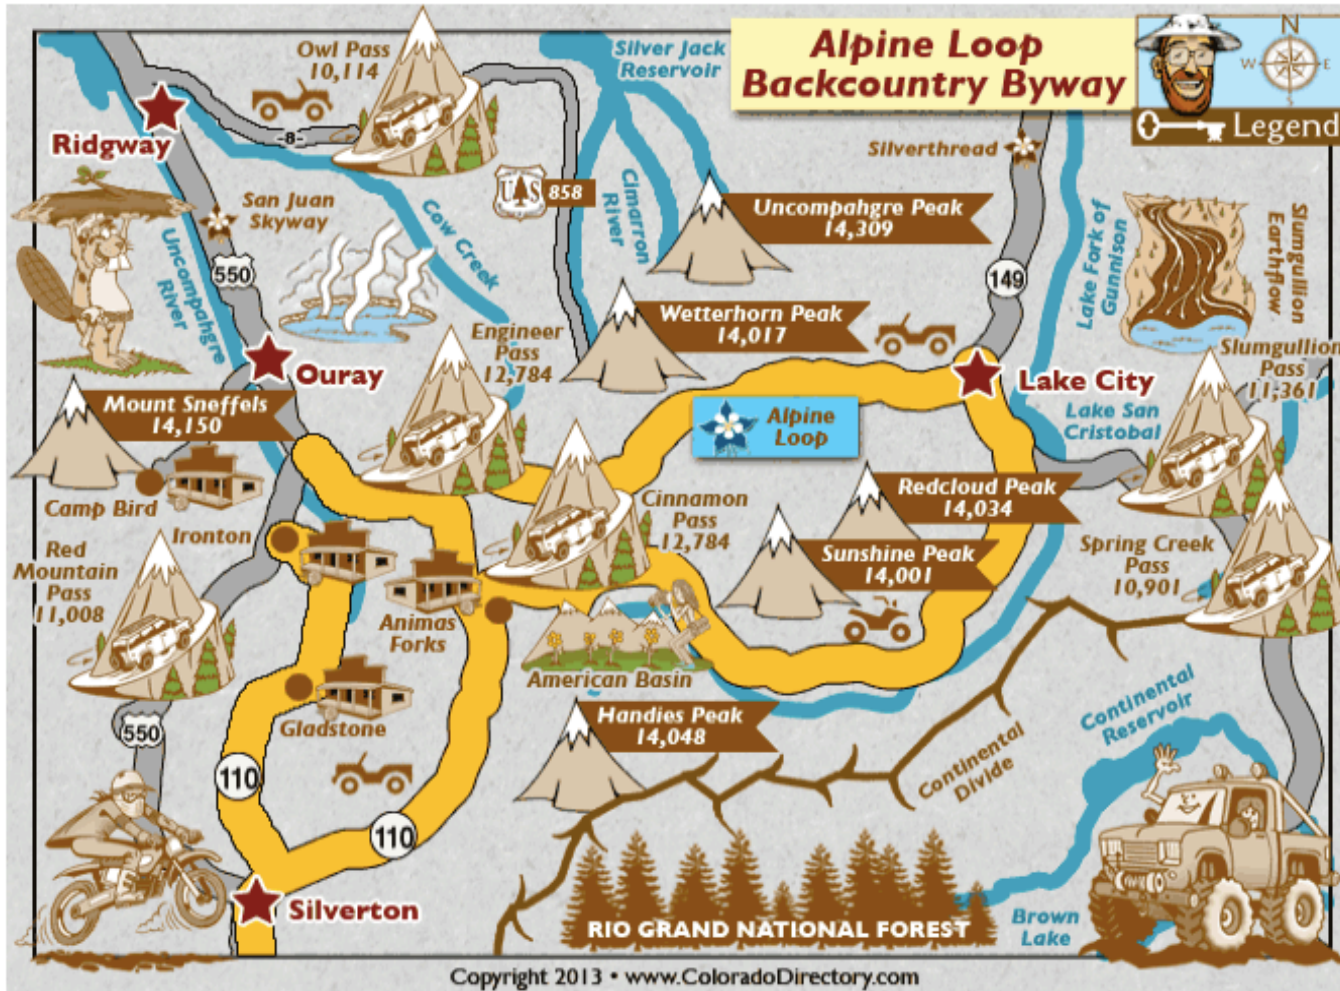 Alpine Loop
Backcountry Byway
N
W
E
Legend
Owl Pass
10,114
Silver Jack
Reservoir
Silverthread
Ridgway
-8-
San Juan
Skyway
Cow Creek
U S
858
Cimarron
River
Uncompahgre Peak
14,309
Lake Fork of
Gunnison
Slumgullion
Earthflow
Uncompahgre
River
550
149
Wetterhorn Peak
14,017
Engineer
Pass
12,784
Slumgullion
Pass
11,361
Ouray
Lake City
Mount Sneffels
14,150
Alpine
Loop
Lake San
Cristobal
Camp Bird
Redcloud Peak
14,034
Cinnamon
Pass
12,784
Ironton
Sunshine Peak
14,001
Spring Creek
Pass
10,901
Red
Mountain
Pass
11,008
Animas
Forks
American Basin
Gladstone
Handies Peak
14,048
Continental
Reservoir
Continental
Divide
550
110
110
Silverton
RIO GRAND NATIONAL FOREST
Brown
Lake
Copyright 2013 • www.ColoradoDirectory.com